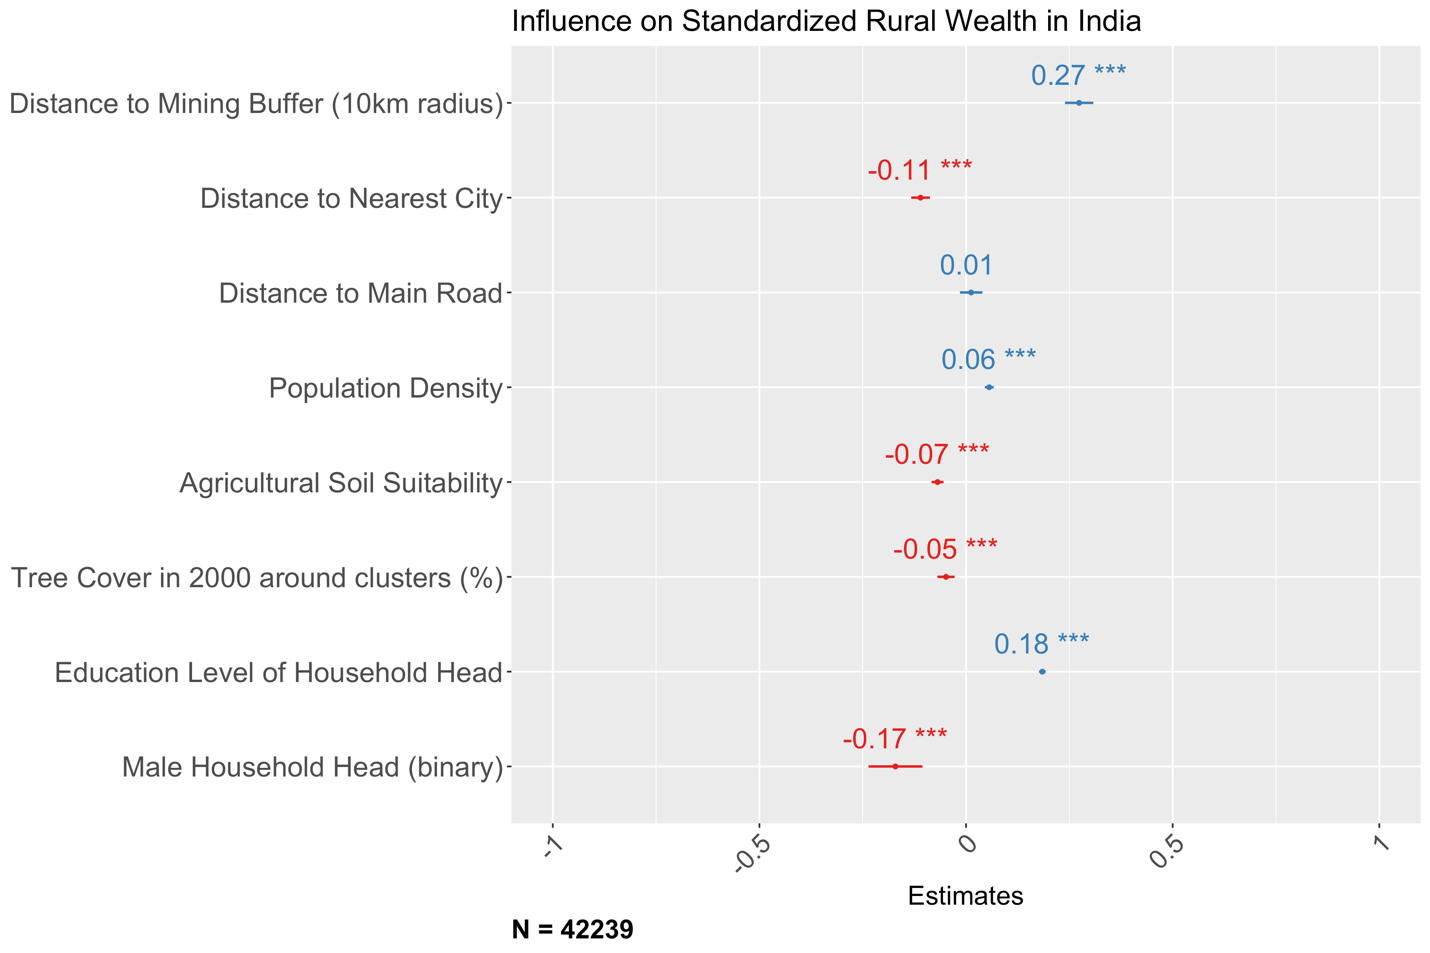 Influence on Standardized Rural Wealth in India
Distance to Mining Buffer (10km radius)
0.27 ***
Distance to Nearest City
-0.11 ***
Distance to Main Road
0.01
Population Density
0.06 ***
Agricultural Soil Suitability
-0.07 ***
Tree Cover in 2000 around clusters (%)
-0.05 ***
Education Level of Household Head
0.18 ***
Male Household Head (binary)
-0.17 ***
-1
-0.5
0
0.5
1
Estimates
N = 42239